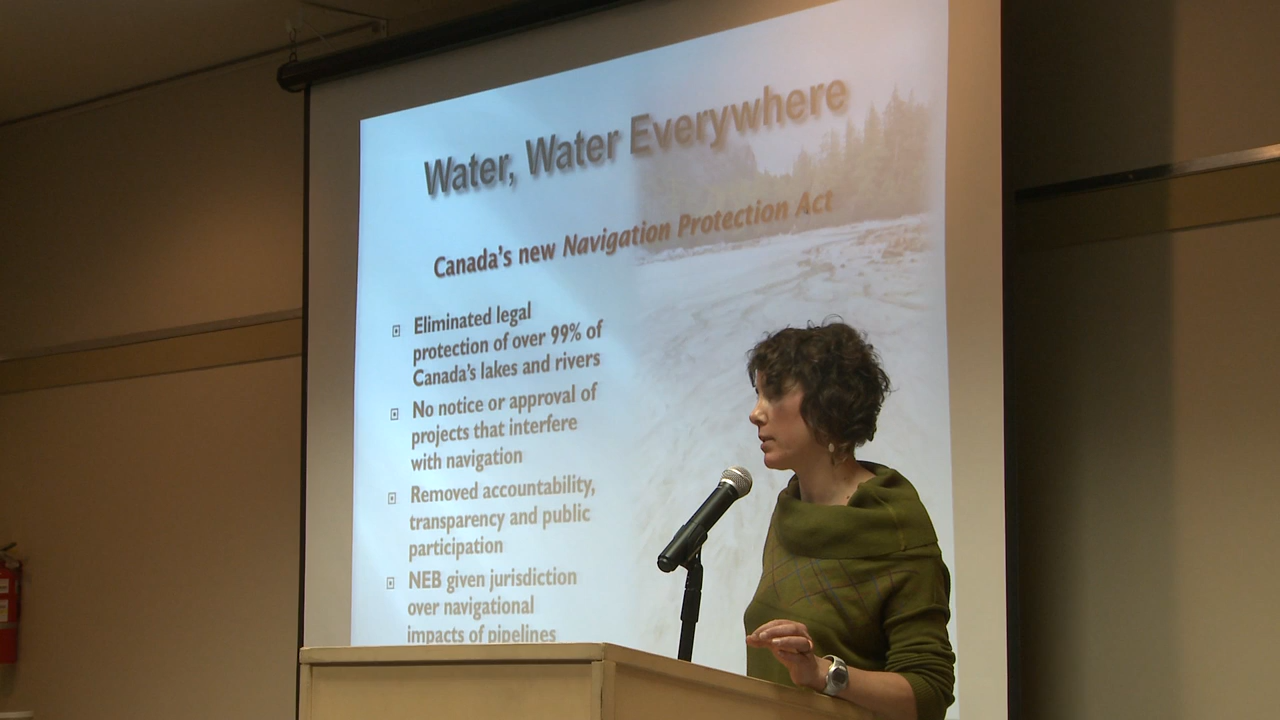 Water, Water Everywhere
Canada's new Navigation Protection Act
Eliminated legal
protection of over 99% of
Canada's lakes and rivers
No notice or approval of
projects that interfere
with navigation
Removed accountability,
transparency and public
participation
NEB given jurisdiction
over navigational
impacts of pipelines